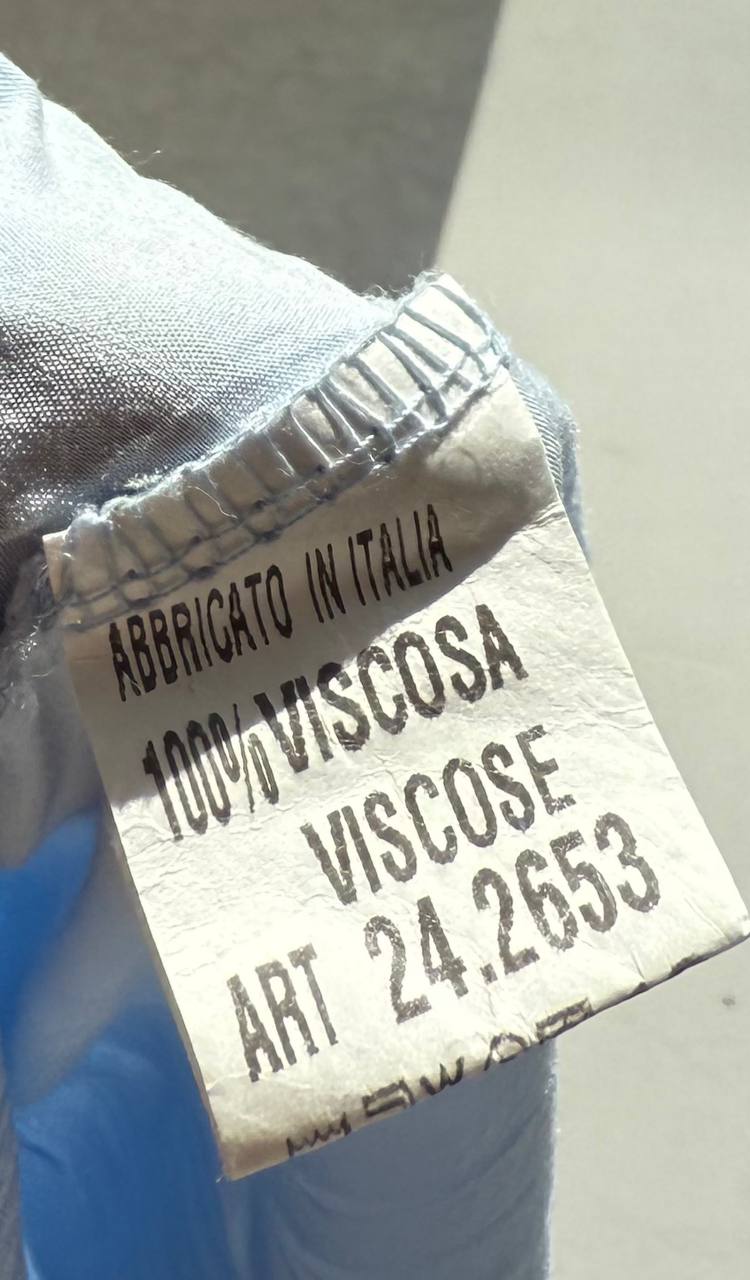 ABBRICATO IN ITALIA
100% VISCOSA
VISCOSE
ART 24.2653